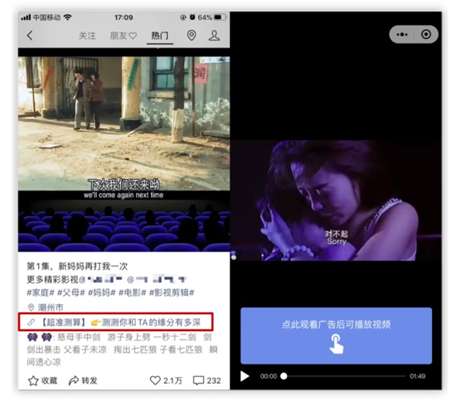 中国移动 17:09 64%
关注 朋友♡ 热门
下次我们还来呦
we'll come again next time
第1集,新妈妈再打我一次
更多精彩影视@
#家庭# #父母# #妈妈# #电影# #影视剪辑#
潮州市
【超准测算】👉测测你和TA的缘分有多深
: 慈母手中剑 游子身上劈 一秒十二剑 剑
剑出暴击 父看子未凉 掏出七匹狼 子看七匹狼 瞬
间透心凉
收藏 转发 2.1万 232
对不起
Sorry
点此观看广告后可播放视频
00:00 01:49